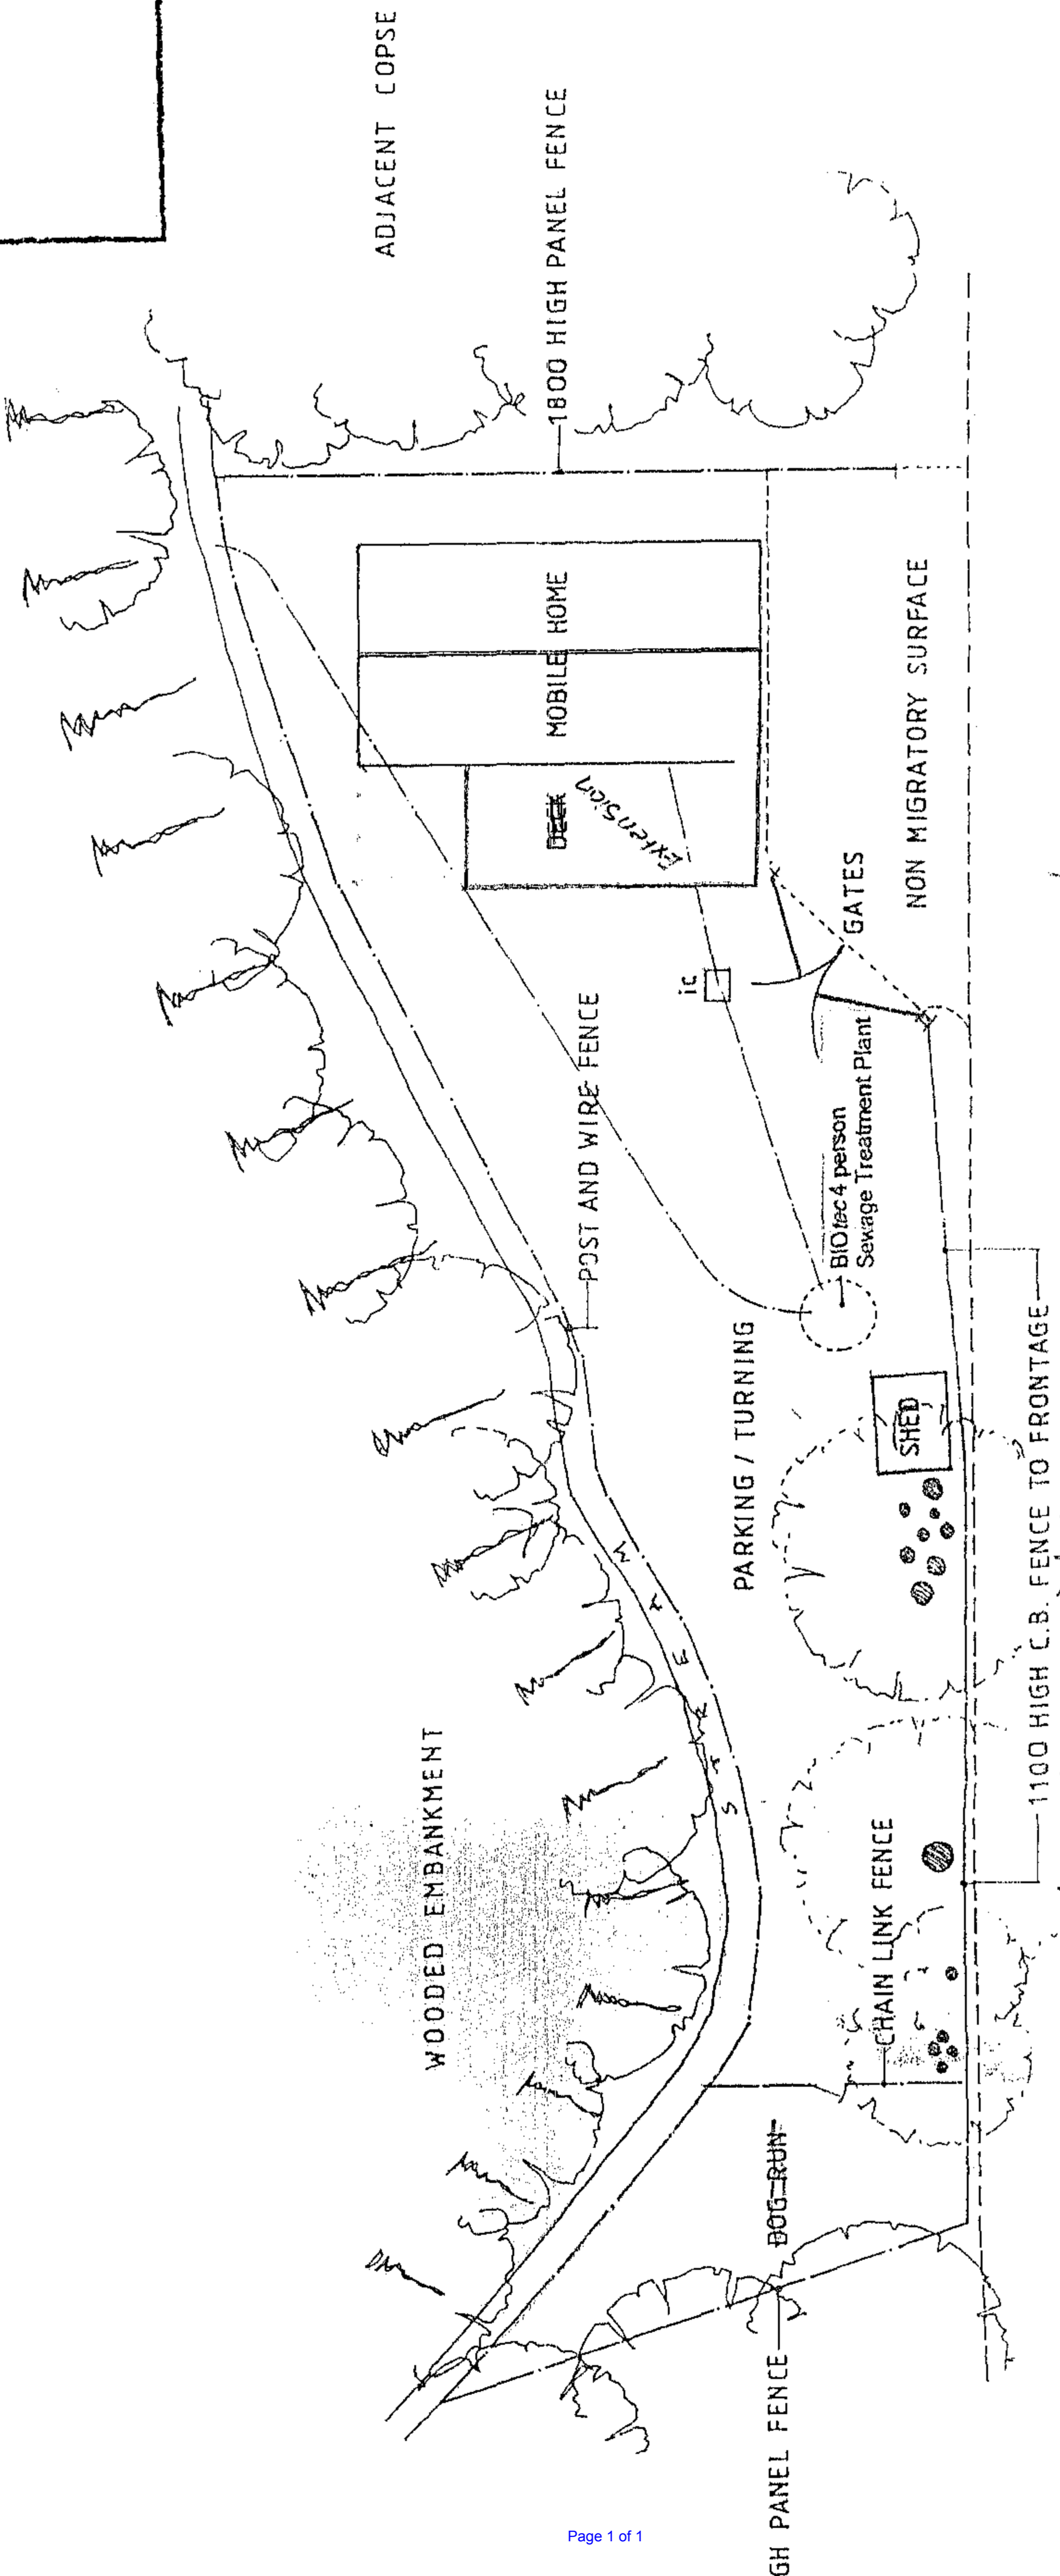 ADJACENT COPSE
1800 HIGH PANEL FENCE
MOBILE HOME
DECK
Extension
NON MIGRATORY SURFACE
GATES
ic
POST AND WIRE FENCE
BIOtec 4 person
Sewage Treatment Plant
PARKING / TURNING
SHED
STREAM
WOODED EMBANKMENT
1100 HIGH C.B. FENCE TO FRONTAGE
CHAIN LINK FENCE
DOG RUN
GH PANEL FENCE
Page 1 of 1